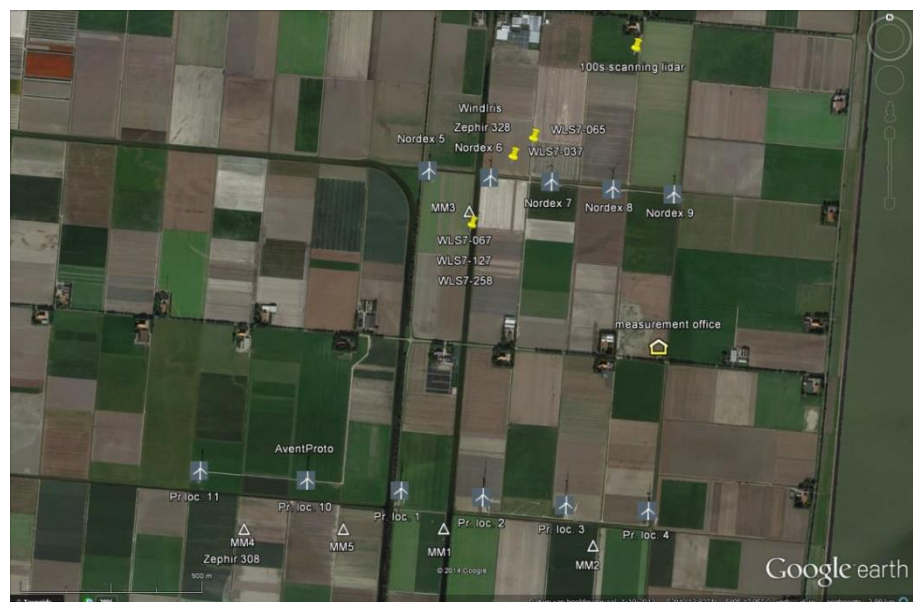 N
100s scanning lidar
WindIris
Zephir 328
WLS7-065
Nordex 5
Nordex 6
WLS7-037
Nordex 7
Nordex 8
Nordex 9
MM3
WLS7-067
WLS7-127
WLS7-258
measurement office
AventProto
Pr. loc. 11
Pr. loc. 10
Pr. loc. 1
Pr. loc. 2
Pr. loc. 3
Pr. loc. 4
MM4
MM5
MM1
MM2
Zephir 308
900 m
© 2014 Google
Google earth